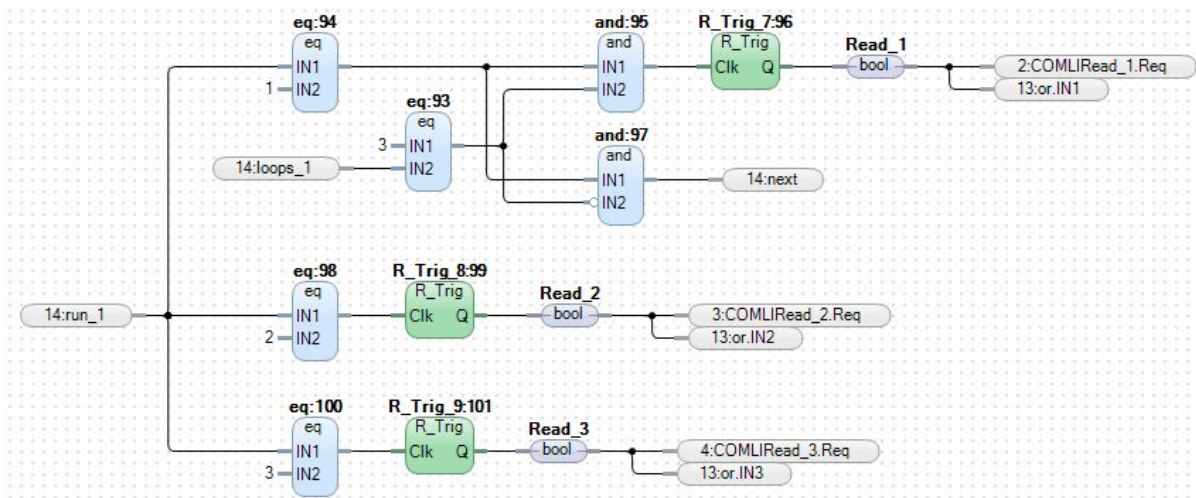 eq:94
eq
IN1
1 IN2
and:95
and
IN1
IN2
R_Trig_7:96
R_Trig
Clk Q
Read_1
bool
2:COMLIRead_1.Req
13:or.IN1
eq:93
eq
3 IN1
14:loops_1 IN2
and:97
and
IN1
IN2
14:next
14:run_1
eq:98
eq
IN1
2 IN2
R_Trig_8:99
R_Trig
Clk Q
Read_2
bool
3:COMLIRead_2.Req
13:or.IN2
eq:100
eq
IN1
3 IN2
R_Trig_9:101
R_Trig
Clk Q
Read_3
bool
4:COMLIRead_3.Req
13:or.IN3